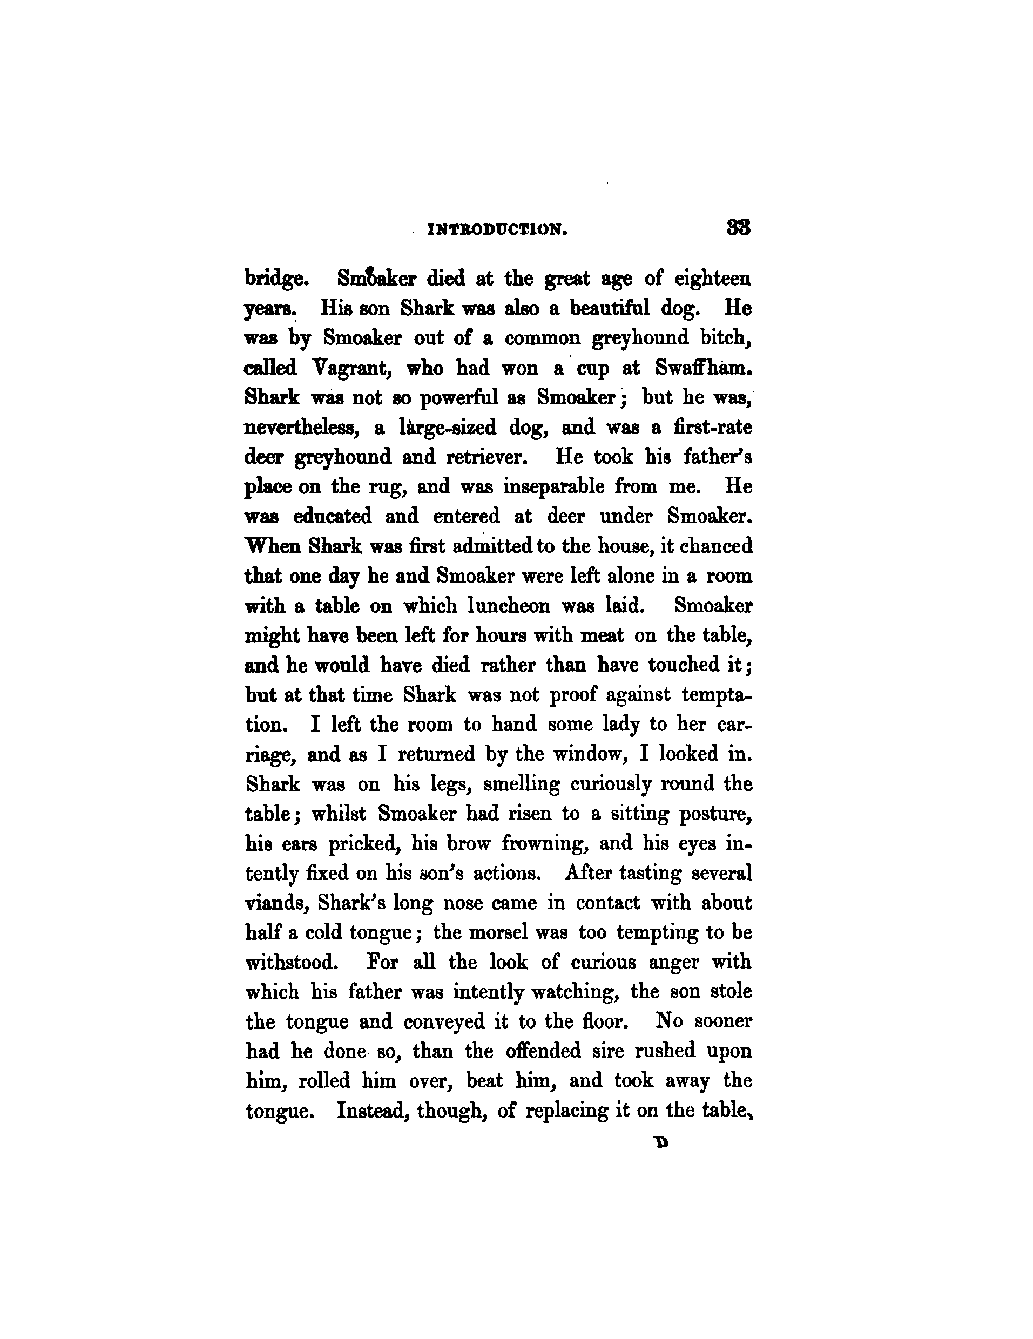 INTRODUCTION. 33
bridge. Smoaker died at the great age of eighteen
years. His son Shark was also a beautiful dog. He
was by Smoaker out of a common greyhound bitch,
called Vagrant, who had won a cup at Swaffham.
Shark was not so powerful as Smoaker; but he was,
nevertheless, a large-sized dog, and was a first-rate
deer greyhound and retriever. He took his father's
place on the rug, and was inseparable from me. He
was educated and entered at deer under Smoaker.
When Shark was first admitted to the house, it chanced
that one day he and Smoaker were left alone in a room
with a table on which luncheon was laid. Smoaker
might have been left for hours with meat on the table,
and he would have died rather than have touched it;
but at that time Shark was not proof against tempta-
tion. I left the room to hand some lady to her car-
riage, and as I returned by the window, I looked in.
Shark was on his legs, smelling curiously round the
table; whilst Smoaker had risen to a sitting posture,
his ears pricked, his brow frowning, and his eyes in-
tently fixed on his son's actions. After tasting several
viands, Shark's long nose came in contact with about
half a cold tongue; the morsel was too tempting to be
withstood. For all the look of curious anger with
which his father was intently watching, the son stole
the tongue and conveyed it to the floor. No sooner
had he done so, than the offended sire rushed upon
him, rolled him over, beat him, and took away the
tongue. Instead, though, of replacing it on the table,
D